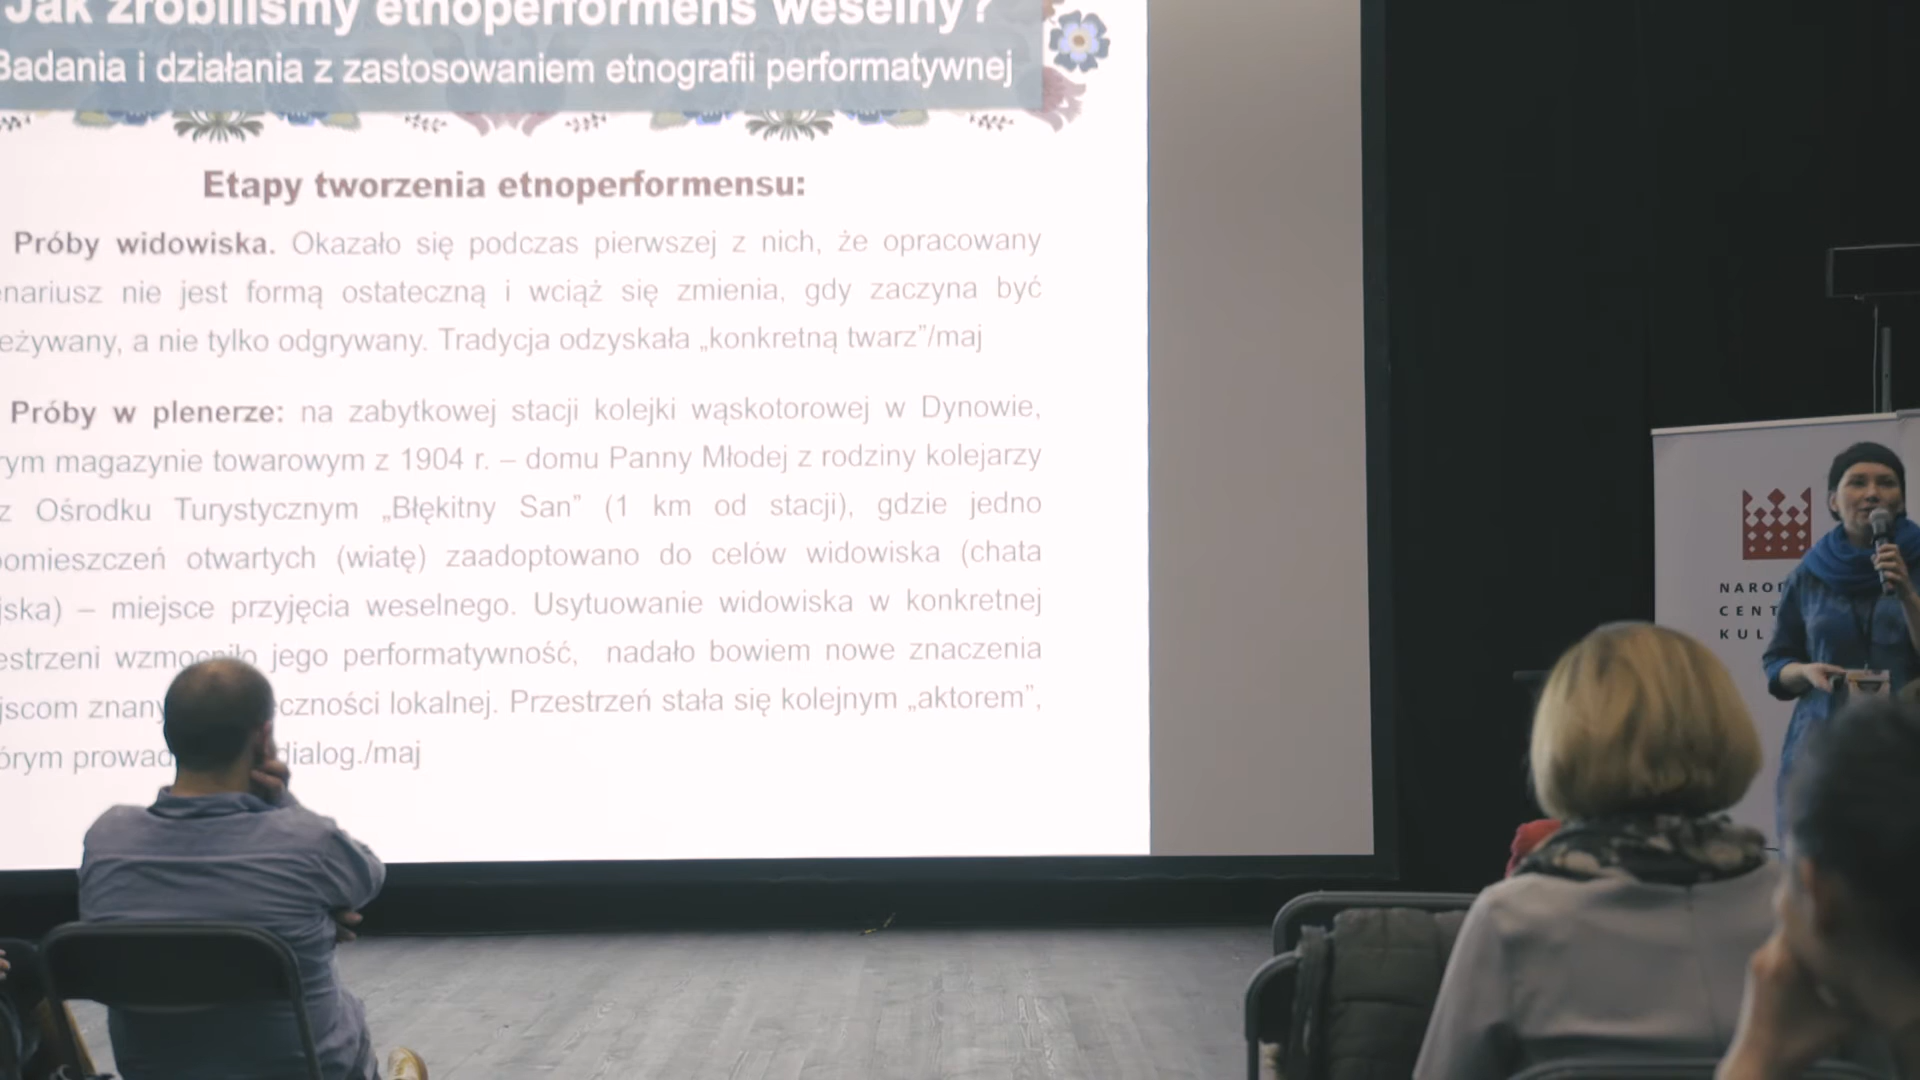 Jak zrobiliśmy etnoperformens weselny?
Badania i działania z zastosowaniem etnografii performatywnej
Etapy tworzenia etnoperformensu:
Próby widowiska. Okazało się podczas pierwszej z nich, że opracowany
nariusz nie jest formą ostateczną i wciąż się zmienia, gdy zaczyna być
eżywany, a nie tylko odgrywany. Tradycja odzyskała „konkretną twarz”/maj
Próby w plenerze: na zabytkowej stacji kolejki wąskotorowej w Dynowie,
rym magazynie towarowym z 1904 r. – domu Panny Młodej z rodziny kolejarzy
z Ośrodku Turystycznym „Błękitny San” (1 km od stacji), gdzie jedno
omieszczeń otwartych (wiatę) zaadoptowano do celów widowiska (chata
jska) – miejsce przyjęcia weselnego. Usytuowanie widowiska w konkretnej
estrzeni wzmocniło jego performatywność, nadało bowiem nowe znaczenia
jscom znany czności lokalnej. Przestrzeń stała się kolejnym „aktorem”,
órym prowad dialog./maj
NAROD
CENT
KUL